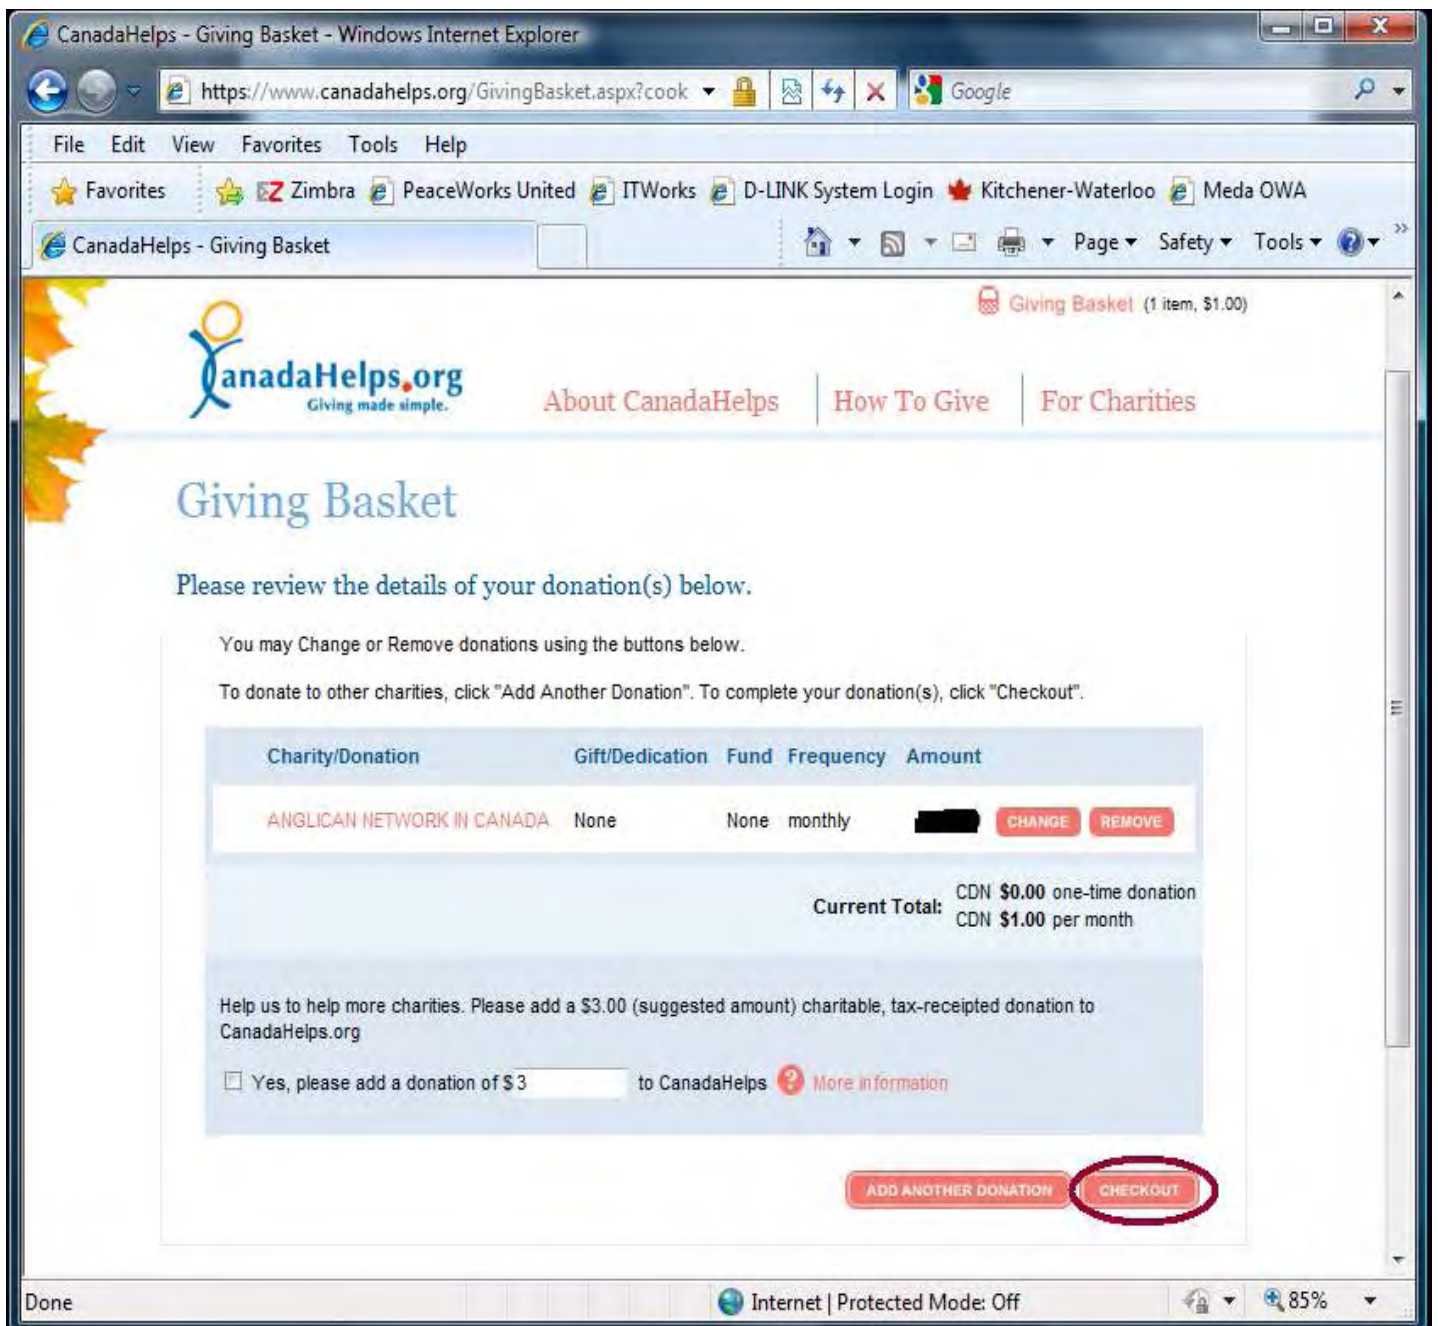 CanadaHelps - Giving Basket - Windows Internet Explorer
https://www.canadahelps.org/GivingBasket.aspx?cook
Google
File Edit View Favorites Tools Help
Favorites Zimbra PeaceWorks United ITWorks D-LINK System Login Kitchener-Waterloo Meda OWA
CanadaHelps - Giving Basket
Page Safety Tools
Giving Basket (1 item, $1.00)
CanadaHelps.org
Giving made simple.
About CanadaHelps How To Give For Charities
Giving Basket
Please review the details of your donation(s) below.
You may Change or Remove donations using the buttons below.
To donate to other charities, click "Add Another Donation". To complete your donation(s), click "Checkout".
Charity/Donation Gift/Dedication Fund Frequency Amount
ANGLICAN NETWORK IN CANADA None None monthly CHANGE REMOVE
Current Total: CDN $0.00 one-time donation
CDN $1.00 per month
Help us to help more charities. Please add a $3.00 (suggested amount) charitable, tax-receipted donation to
CanadaHelps.org
Yes, please add a donation of $ 3 to CanadaHelps ? More information
ADD ANOTHER DONATION CHECKOUT
Done Internet | Protected Mode: Off 85%